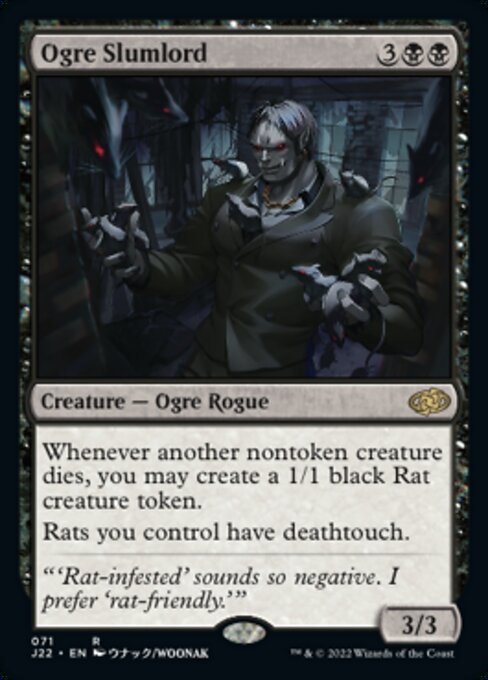 Ogre Slumlord 3
Creature — Ogre Rogue
Whenever another nontoken creature
dies, you may create a 1/1 black Rat
creature token.
Rats you control have deathtouch.
“‘Rat-infested’ sounds so negative. I
prefer ‘rat-friendly.’”
3/3
071 R
J22 • EN ウナック/WOONAK
™ & © 2022 Wizards of the Coast